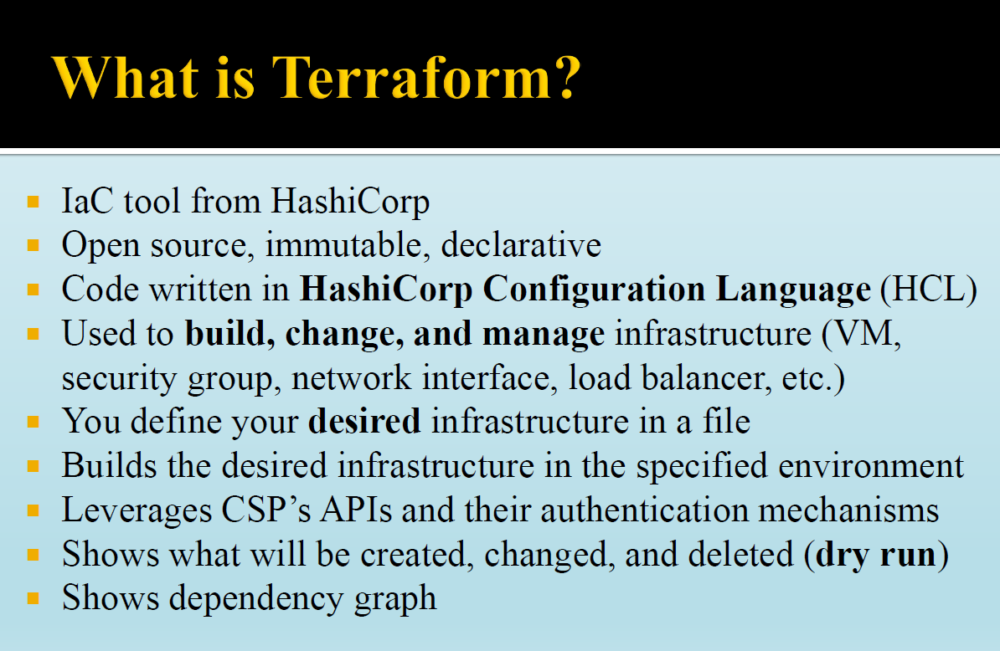 What is Terraform?
IaC tool from HashiCorp
Open source, immutable, declarative
Code written in HashiCorp Configuration Language (HCL)
Used to build, change, and manage infrastructure (VM,
security group, network interface, load balancer, etc.)
You define your desired infrastructure in a file
Builds the desired infrastructure in the specified environment
Leverages CSP’s APIs and their authentication mechanisms
Shows what will be created, changed, and deleted (dry run)
Shows dependency graph